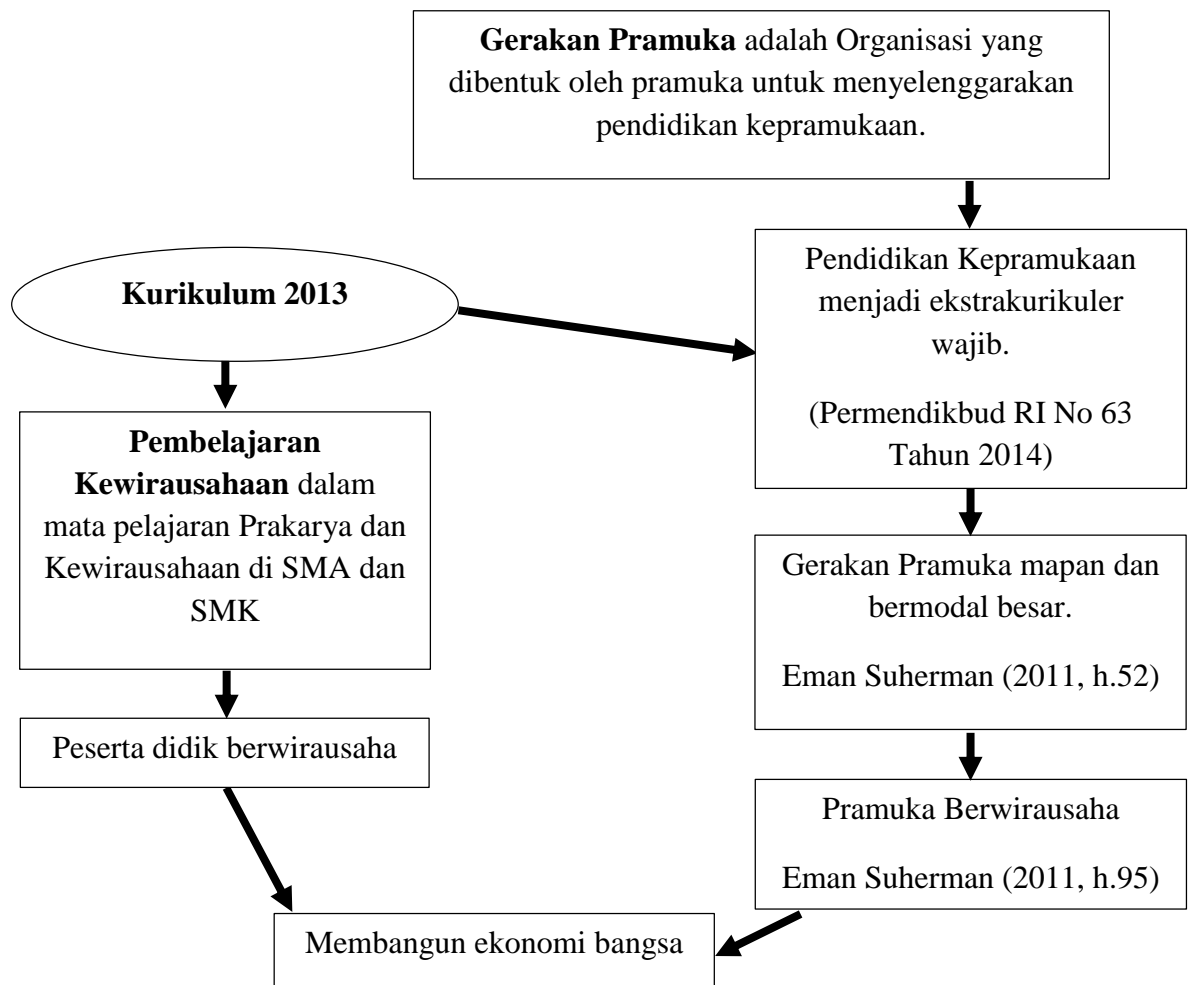 Gerakan Pramuka adalah Organisasi yang
dibentuk oleh pramuka untuk menyelenggarakan
pendidikan kepramukaan.
Kurikulum 2013
Pendidikan Kepramukaan
menjadi ekstrakurikuler
wajib.
(Permendikbud RI No 63
Tahun 2014)
Pembelajaran
Kewirausahaan dalam
mata pelajaran Prakarya dan
Kewirausahaan di SMA dan
SMK
Gerakan Pramuka mapan dan
bermodal besar.
Eman Suherman (2011, h.52)
Peserta didik berwirausaha
Pramuka Berwirausaha
Eman Suherman (2011, h.95)
Membangun ekonomi bangsa